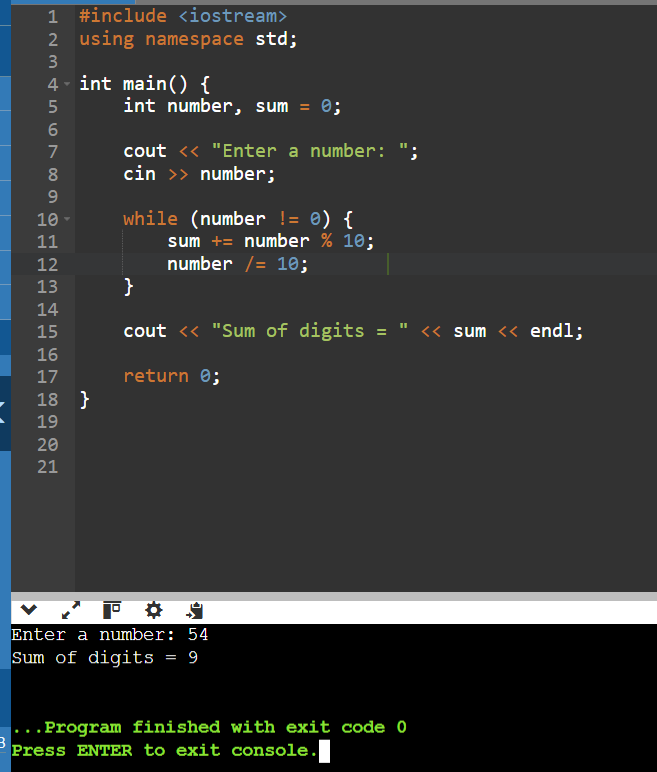 1 #include <iostream>
2 using namespace std;
3
4 int main() {
5     int number, sum = 0;
6
7     cout << "Enter a number: ";
8     cin >> number;
9
10     while (number != 0) {
11         sum += number % 10;
12         number /= 10;
13     }
14
15     cout << "Sum of digits = " << sum << endl;
16
17     return 0;
18 }
19
20
21
Enter a number: 54
Sum of digits = 9
...Program finished with exit code 0
Press ENTER to exit console.